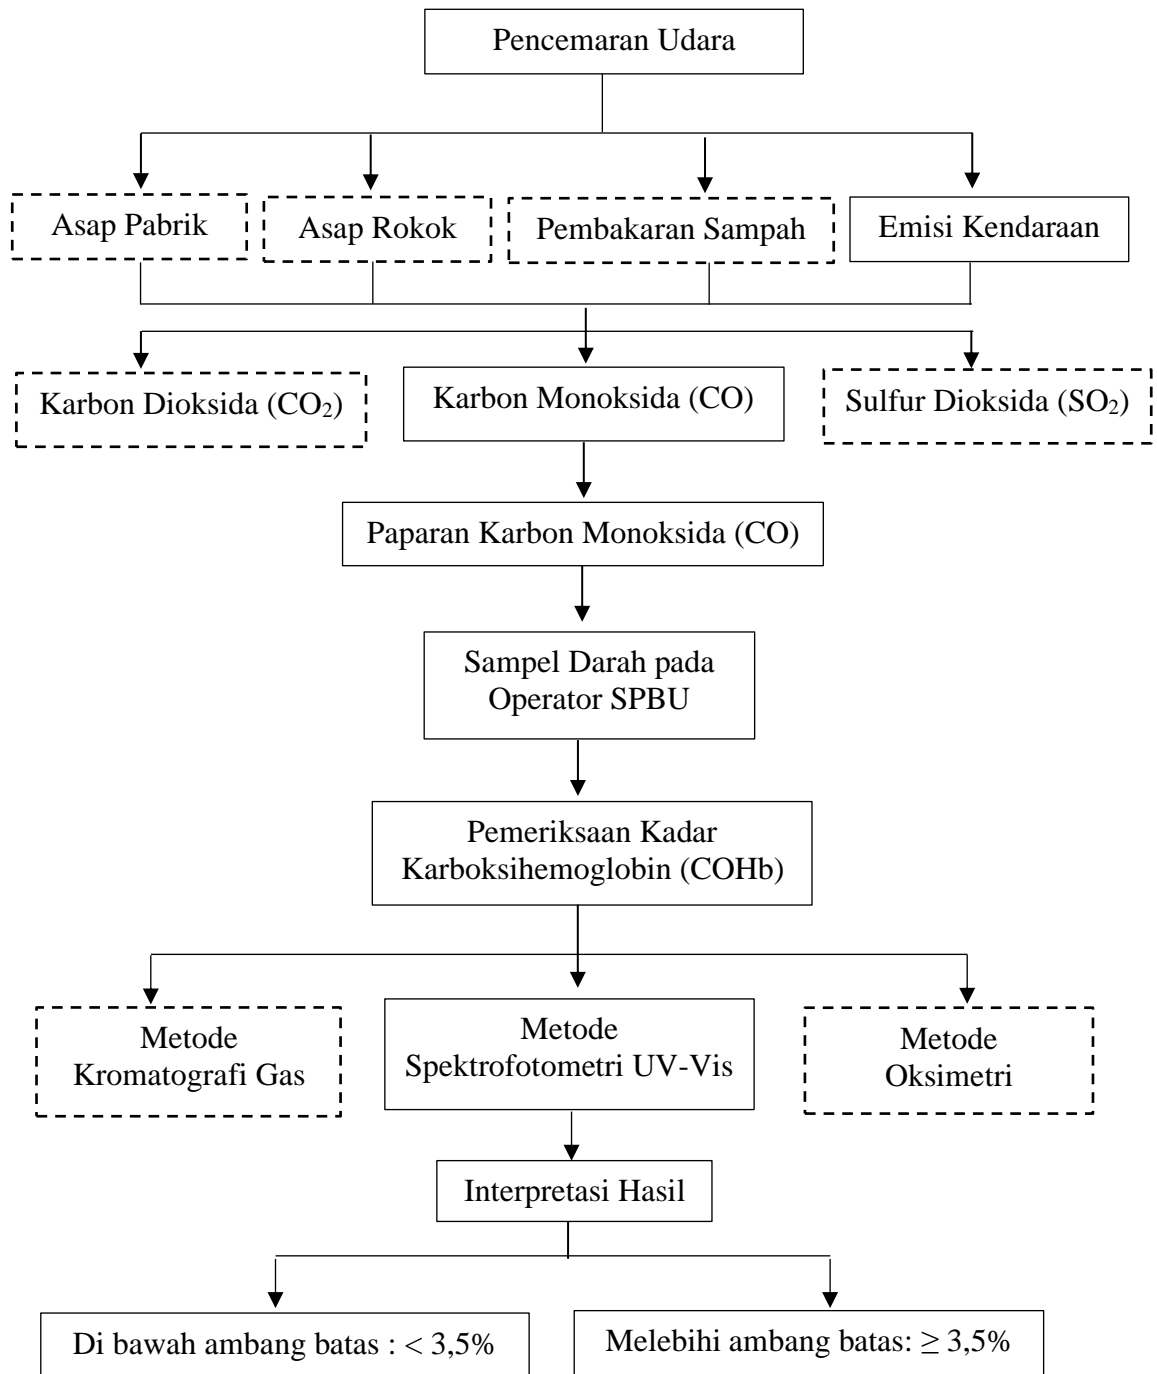 Pencemaran Udara
Asap Pabrik
Asap Rokok
Pembakaran Sampah
Emisi Kendaraan
Karbon Dioksida (CO₂)
Karbon Monoksida (CO)
Sulfur Dioksida (SO₂)
Paparan Karbon Monoksida (CO)
Sampel Darah pada
Operator SPBU
Pemeriksaan Kadar
Karboksihemoglobin (COHb)
Metode
Kromatografi Gas
Metode
Spektrofotometri UV-Vis
Metode
Oksimetri
Interpretasi Hasil
Di bawah ambang batas : < 3,5%
Melebihi ambang batas: ≥ 3,5%